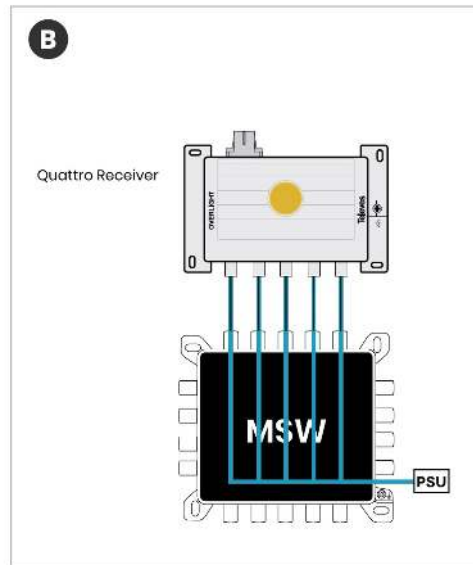 B
Quattro Receiver
OVERLIGHT
Televes
MSW
PSU